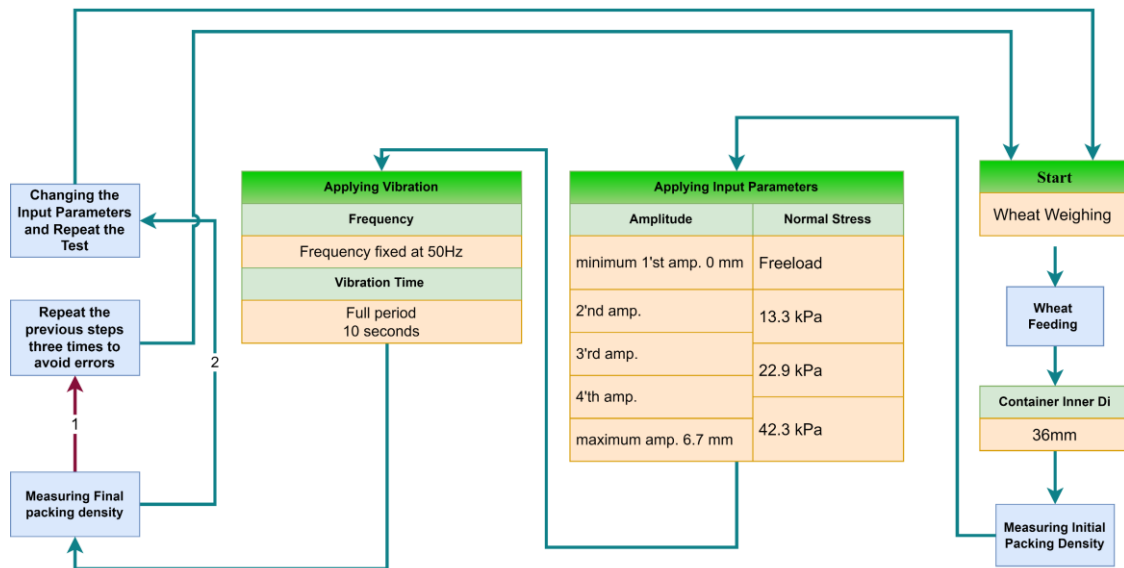 Changing the
Input Parameters
and Repeat the
Test
Repeat the
previous steps
three times to
avoid errors
1
2
Measuring Final
packing density
Applying Vibration
Frequency
Frequency fixed at 50Hz
Vibration Time
Full period
10 seconds
Applying Input Parameters
Amplitude
Normal Stress
minimum 1'st amp. 0 mm
2'nd amp.
3'rd amp.
4'th amp.
maximum amp. 6.7 mm
Freeload
13.3 kPa
22.9 kPa
42.3 kPa
Start
Wheat Weighing
Wheat
Feeding
Container Inner Di
36mm
Measuring Initial
Packing Density